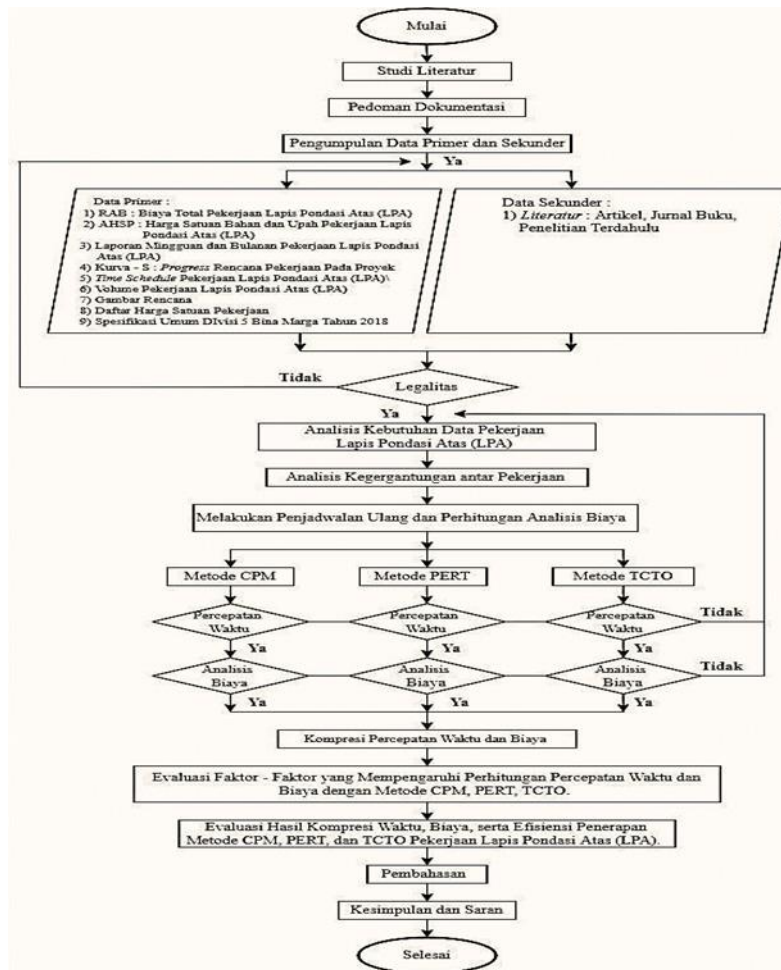 Mulai
Studi Literatur
Pedoman Dokumentasi
Pengumpulan Data Primer dan Sekunder
Ya
Data Primer :
1) RAB : Biaya Total Pekerjaan Lapis Pondasi Atas (LPA)
2) AHSP : Harga Satuan Bahan dan Upah Pekerjaan Lapis
Pondasi Atas (LPA)
3) Laporan Mingguan dan Bulanan Pekerjaan Lapis Pondasi
Atas (LPA)
4) Kurva - S : Progress Rencana Pekerjaan Pada Proyek
5) Time Schedule Pekerjaan Lapis Pondasi Atas (LPA)\
6) Volume Pekerjaan Lapis Pondasi Atas (LPA)
7) Gambar Rencana
8) Daftar Harga Satuan Pekerjaan
9) Spesifikasi Umum DIvisi 5 Bina Marga Tahun 2018
Data Sekunder :
1) Literatur : Artikel, Jurnal Buku,
Penelitian Terdahulu
Tidak
Legalitas
Ya
Analisis Kebutuhan Data Pekerjaan
Lapis Pondasi Atas (LPA)
Analisis Kegergantungan antar Pekerjaan
Melakukan Penjadwalan Ulang dan Perhitungan Analisis Biaya
Metode CPM
Metode PERT
Metode TCTO
Percepatan
Waktu
Percepatan
Waktu
Percepatan
Waktu
Tidak
Ya
Ya
Ya
Analisis
Biaya
Analisis
Biaya
Analisis
Biaya
Tidak
Ya
Ya
Ya
Kompresi Percepatan Waktu dan Biaya
Evaluasi Faktor - Faktor yang Mempengaruhi Perhitungan Percepatan Waktu dan
Biaya dengan Metode CPM, PERT, TCTO.
Evaluasi Hasil Kompresi Waktu, Biaya, serta Efisiensi Penerapan
Metode CPM, PERT, dan TCTO Pekerjaan Lapis Pondasi Atas (LPA).
Pembahasan
Kesimpulan dan Saran
Selesai